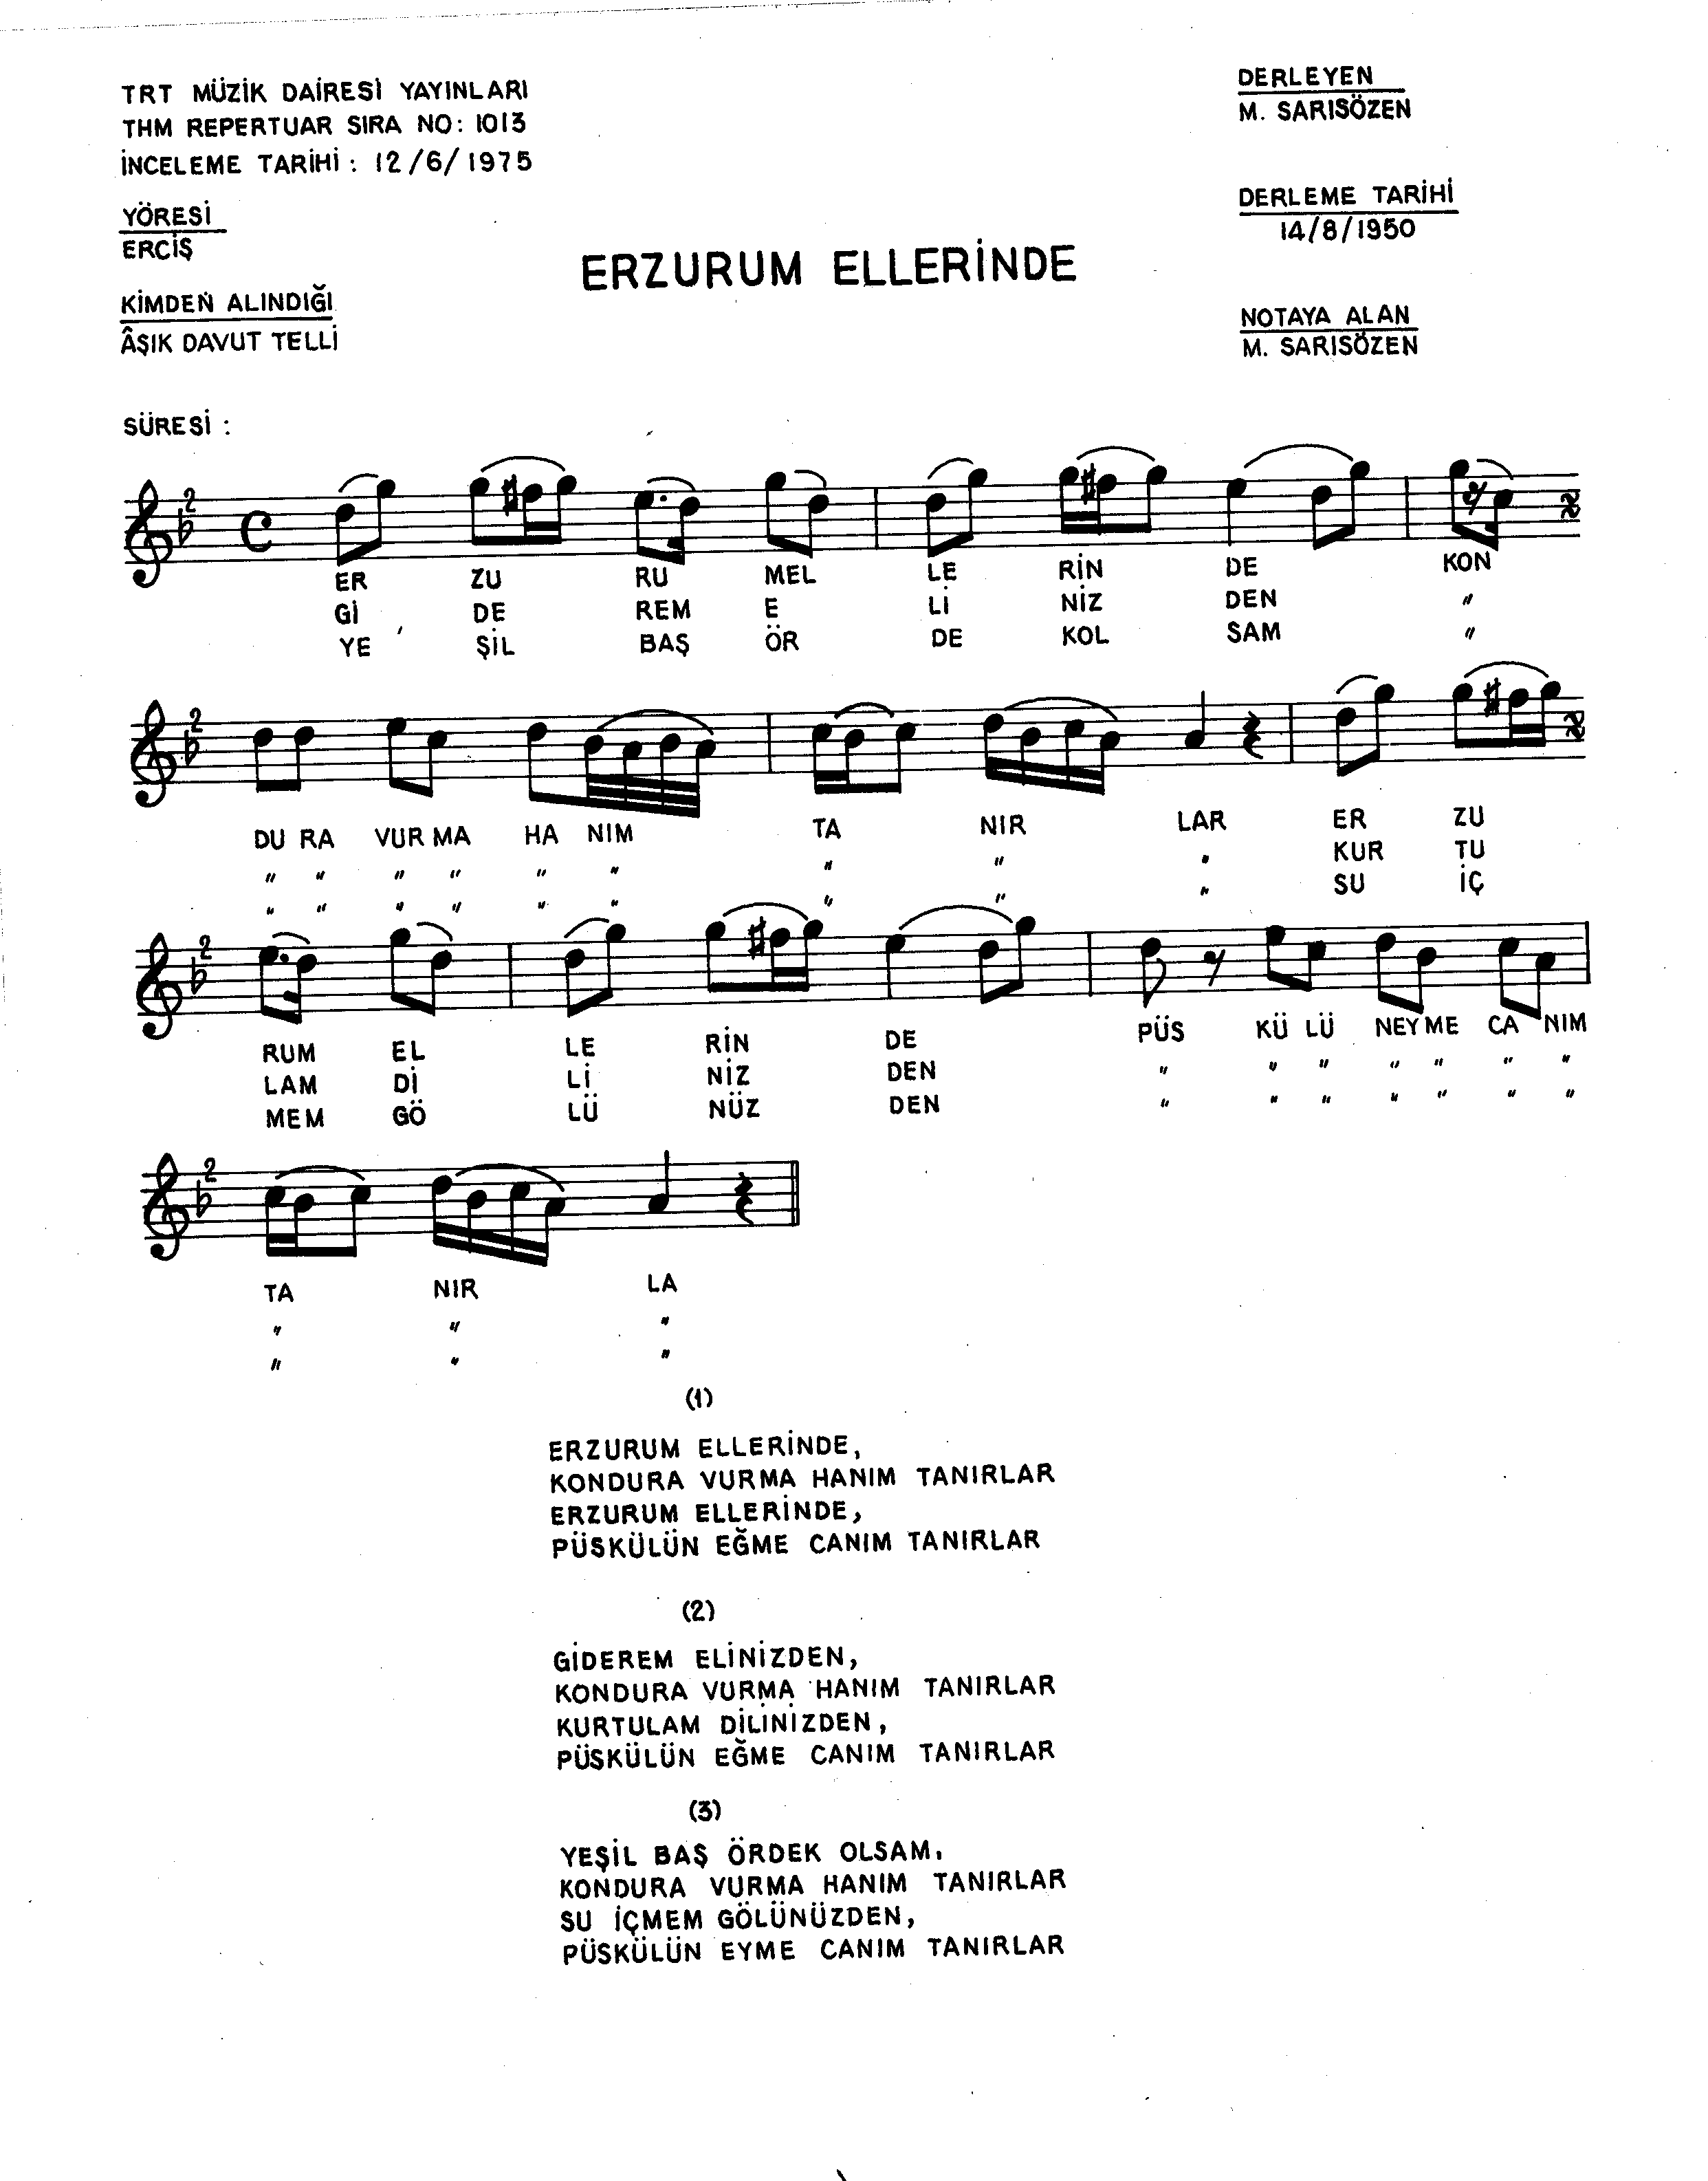 TRT MÜZİK DAİRESİ YAYINLARI
THM REPERTUAR SIRA NO: 1013
İNCELEME TARİHİ : 12/6/1975
YÖRESİ
ERCİŞ
KİMDEN ALINDIĞI
ÂŞIK DAVUT TELLİ
SÜRESİ :
ERZURUM ELLERİNDE
DERLEYEN
M. SARISÖZEN
DERLEME TARİHİ
14/8/1950
NOTAYA ALAN
M. SARISÖZEN
2
ER ZU RU MEL LE RİN DE KON
Gİ DE REM E Lİ NİZ DEN "
YE ŞİL BAŞ ÖR DE KOL SAM "
2
DU RA VUR MA HA NIM TA NIR LAR ER ZU
" " " " " " " " " KUR TU
" " " " " " " " " SU İÇ
2
RUM EL LE RİN DE PÜS KÜ LÜ NEY ME CA NIM
LAM Dİ Lİ NİZ DEN " " " " " " "
MEM GÖ LÜ NÜZ DEN " " " " " " "
2
TA NIR LA
" " "
" " "
(1)
ERZURUM ELLERİNDE,
KONDURA VURMA HANIM TANIRLAR
ERZURUM ELLERİNDE,
PÜSKÜLÜN EĞME CANIM TANIRLAR
(2)
GİDEREM ELİNİZDEN,
KONDURA VURMA HANIM TANIRLAR
KURTULAM DİLİNİZDEN,
PÜSKÜLÜN EĞME CANIM TANIRLAR
(3)
YEŞİL BAŞ ÖRDEK OLSAM,
KONDURA VURMA HANIM TANIRLAR
SU İÇMEM GÖLÜNÜZDEN,
PÜSKÜLÜN EYME CANIM TANIRLAR